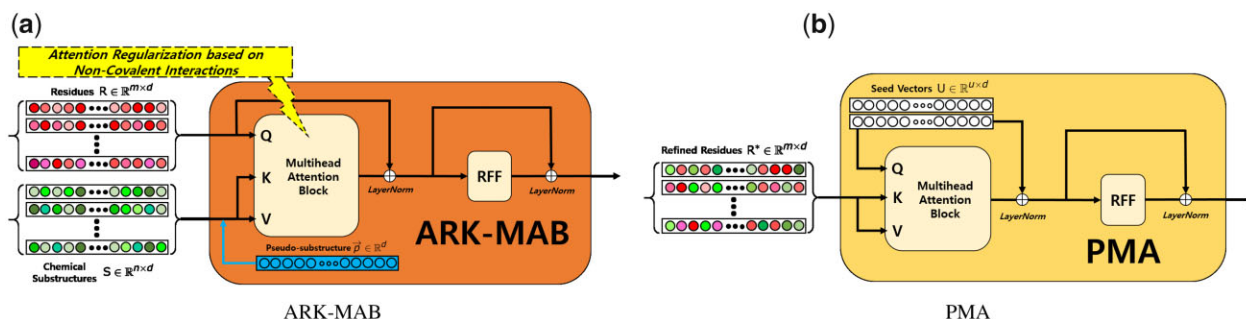 (a)
Attention Regularization based on
Non-Covalent Interactions
Residues R ∈ ℝ^{m×d}
Q
K
V
Multihead
Attention
Block
LayerNorm
RFF
LayerNorm
ARK-MAB
Pseudo-substructure p⃗ ∈ ℝ^d
Chemical
Substructures S ∈ ℝ^{n×d}
ARK-MAB
(b)
Seed Vectors U ∈ ℝ^{u×d}
Refined Residues R* ∈ ℝ^{m×d}
Q
K
V
Multihead
Attention
Block
LayerNorm
RFF
LayerNorm
PMA
PMA